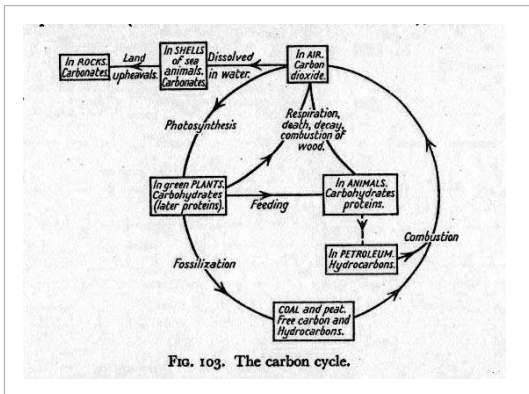 In ROCKS.
Carbonates.
Land
upheavals.
In SHELLS
of sea
animals.
Carbonates.
Dissolved
in water.
In AIR.
Carbon
dioxide.
Photosynthesis
Respiration,
death, decay,
combustion of
wood.
In green PLANTS.
Carbohydrates
(later proteins).
Feeding
In ANIMALS.
Carbohydrates
proteins.
In PETROLEUM.
Hydrocarbons.
Combustion
Fossilization
COAL and peat.
Free carbon and
Hydrocarbons.
FIG. 103. The carbon cycle.